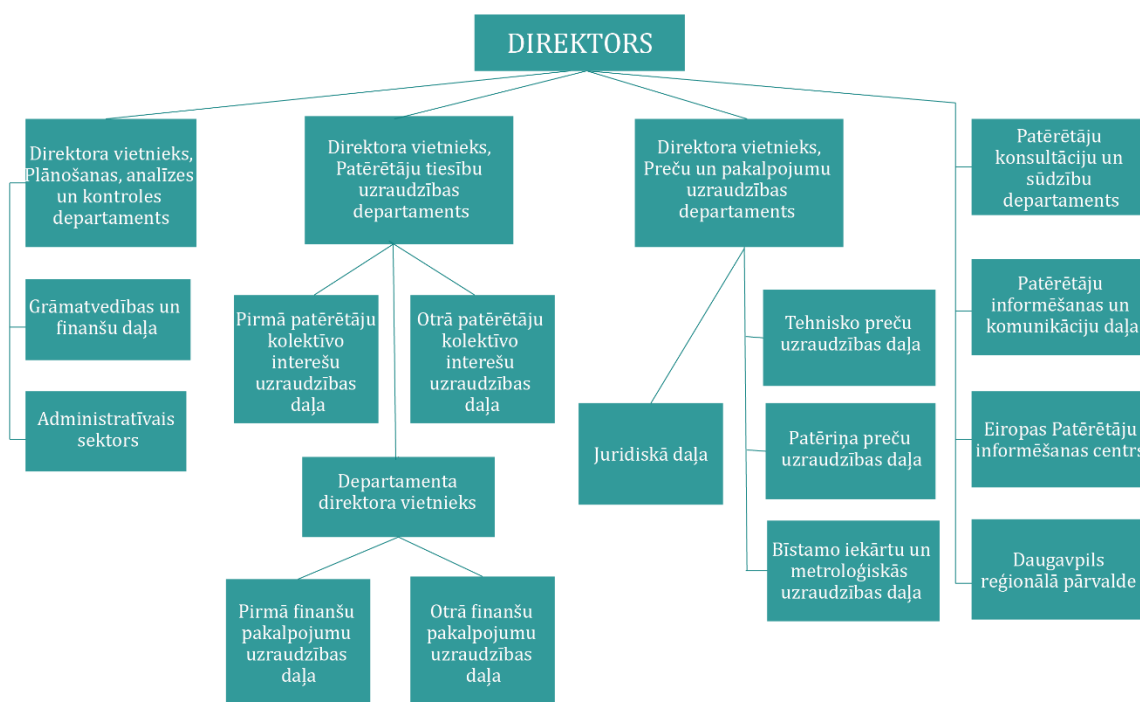 DIREKTORS
Direktora vietnieks,
Plānošanas, analīzes
un kontroles
departaments
Grāmatvedības un
finanšu daļa
Administratīvais
sektors
Direktora vietnieks,
Patērētāju tiesību
uzraudzības
departaments
Pirmā patērētāju
kolektīvo
interešu
uzraudzības
daļa
Otrā patērētāju
kolektīvo
interešu
uzraudzības
daļa
Departamenta
direktora vietnieks
Pirmā finanšu
pakalpojumu
uzraudzības
daļa
Otrā finanšu
pakalpojumu
uzraudzības
daļa
Direktora vietnieks,
Preču un pakalpojumu
uzraudzības
departaments
Juridiskā daļa
Tehnisko preču
uzraudzības daļa
Patēriņa preču
uzraudzības daļa
Bīstamo iekārtu un
metroloģiskās
uzraudzības daļa
Patērētāju
konsultāciju un
sūdzību
departaments
Patērētāju
informēšanas un
komunikāciju daļa
Eiropas Patērētāju
informēšanas centrs
Daugavpils
reģionālā pārvalde